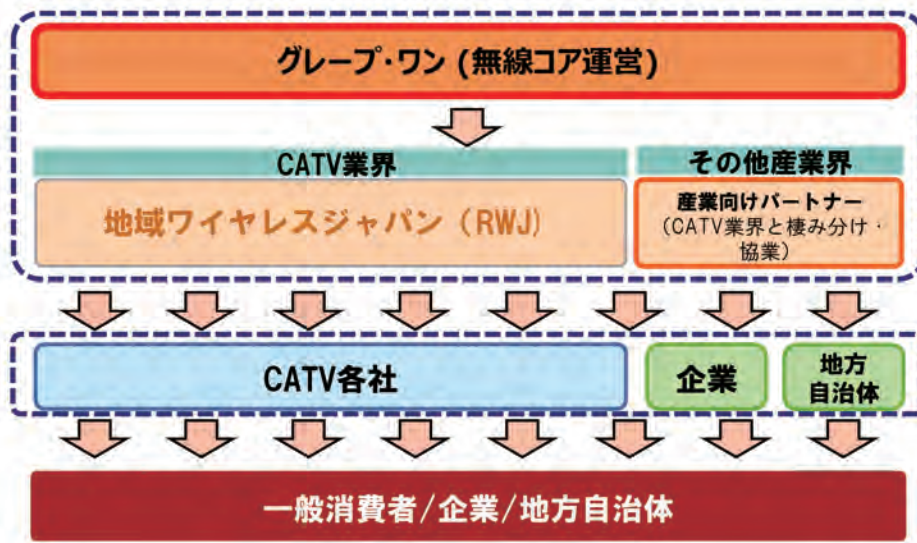 グレープ・ワン (無線コア運営)
CATV業界
その他産業界
地域ワイヤレスジャパン（RWJ)
産業向けパートナー
（CATV業界と棲み分け・
協業）
CATV各社
企業
地方
自治体
一般消費者/企業/地方自治体